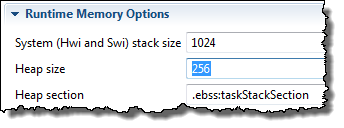 Runtime Memory Options
System (Hwi and Swi) stack size 1024
Heap size 256
Heap section .ebss:taskStackSection